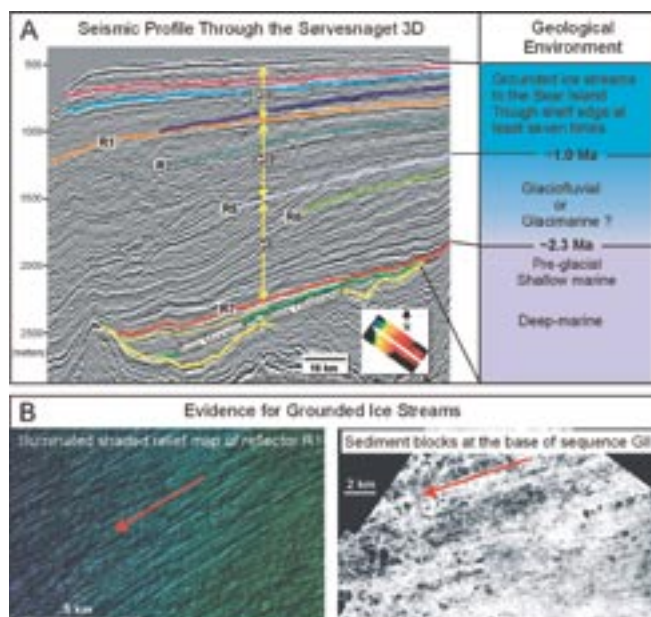 A
Seismic Profile Through the Sørvesnaget 3D
Geological
Environment
500
1000
1500
2000
2500
meters
R1
R5
R6
R7
10 km
Grounded ice streams
to the Bear Island
Trough shelf edge at
least seven times
~1.0 Ma
Glaciofluvial
or
Glacimarine ?
~2.3 Ma
Pre-glacial
Shallow marine
Deep-marine
B
Evidence for Grounded Ice Streams
Illuminated shaded relief map of reflector R1
5 km
Sediment blocks at the base of sequence GII
2 km